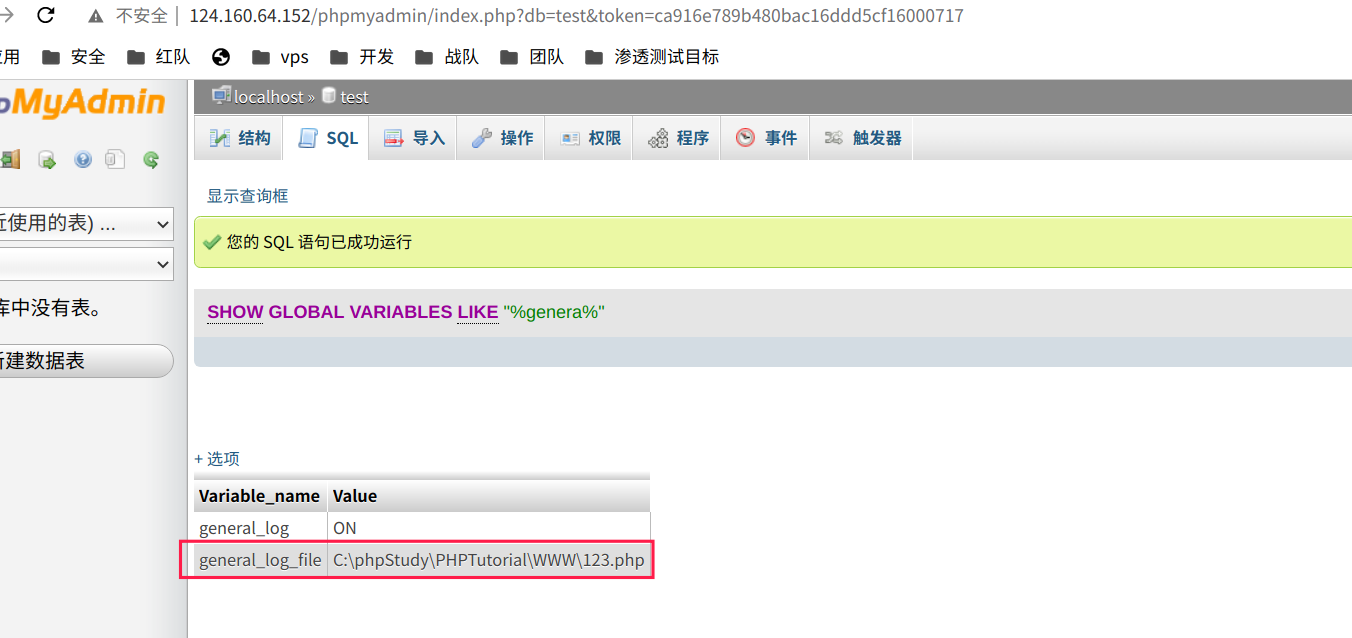 不安全 | 124.160.64.152/phpmyadmin/index.php?db=test&token=ca916e789b480bac16ddd5cf16000717
用 安全 红队 vps 开发 战队 团队 渗透测试目标
MyAdmin
localhost » test
结构 SQL 导入 操作 权限 程序 事件 触发器
显示查询框
使用的表) ...
您的 SQL 语句已成功运行
库中没有表。
SHOW GLOBAL VARIABLES LIKE "%genera%"
建数据表
+ 选项
Variable_name Value
general_log ON
general_log_file C:\phpStudy\PHPTutorial\WWW\123.php